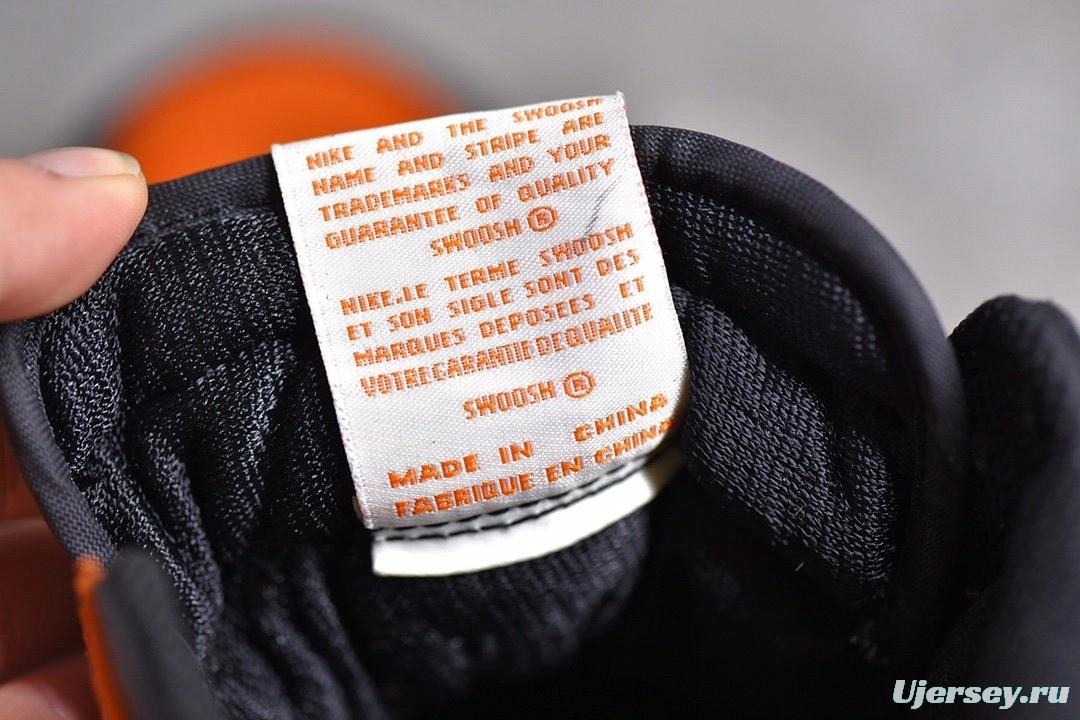 NIKE AND THE SWOOSH
NAME AND STRIPE ARE
TRADEMARKS AND YOUR
GUARANTEE OF QUALITY
SWOOSH ®
NIKE.LE TERME SWOOSH
ET SON SIGLE SONT DES
MARQUES DEPOSEES ET
VOTRE GARANTIE DE QUALITE
SWOOSH ®
MADE IN CHINA
FABRIQUE EN CHINA
Ujersey.ru